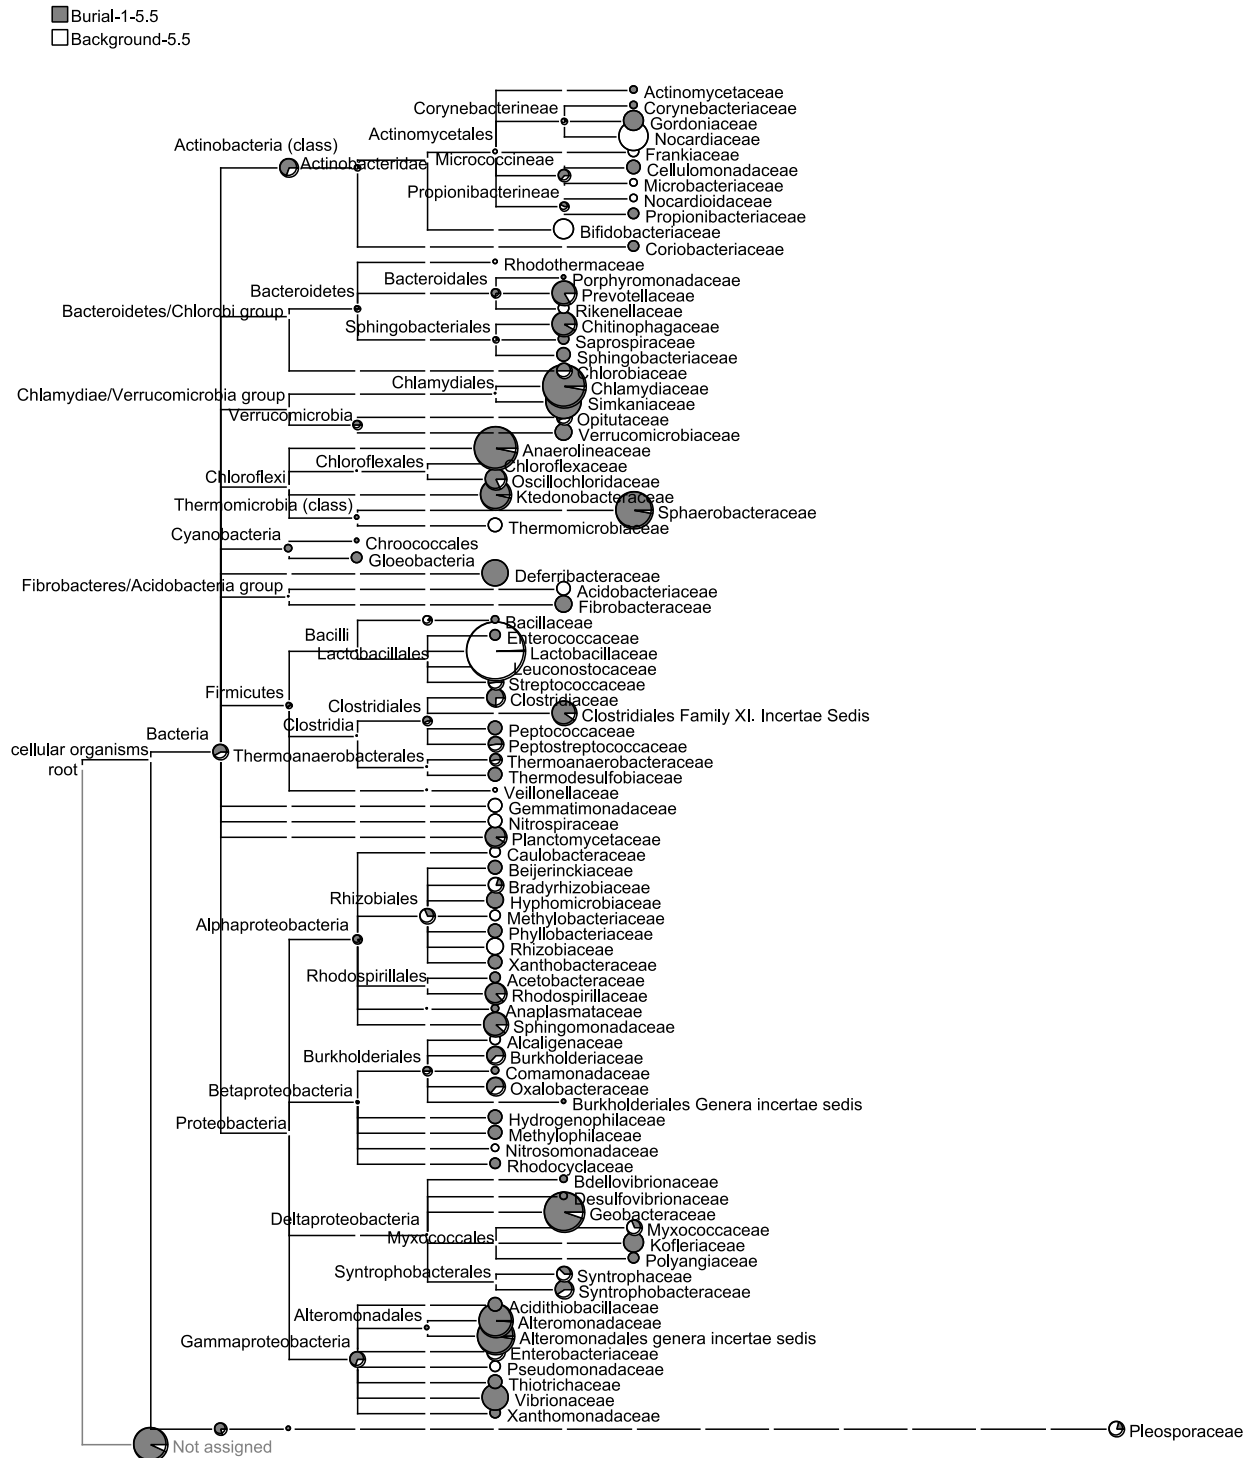 Burial-1-5.5
Background-5.5
Actinomycetaceae
Corynebacterineae
Corynebacteriaceae
Gordoniaceae
Actinomycetales
Nocardiaceae
Actinobacteria (class)
Frankiaceae
Actinobacteridae
Micrococcineae
Cellulomonadaceae
Microbacteriaceae
Propionibacterineae
Nocardioidaceae
Propionibacteriaceae
Bifidobacteriaceae
Coriobacteriaceae
Rhodothermaceae
Bacteroidales
Porphyromonadaceae
Bacteroidetes
Prevotellaceae
Bacteroidetes/Chlorobi group
Rikenellaceae
Sphingobacteriales
Chitinophagaceae
Saprospiraceae
Sphingobacteriaceae
Chlorobiaceae
Chlamydiales
Chlamydiaceae
Chlamydiae/Verrucomicrobia group
Simkaniaceae
Verrucomicrobia
Opitutaceae
Verrucomicrobiaceae
Anaerolineaceae
Chloroflexales
Chloroflexaceae
Chloroflexi
Oscillochloridaceae
Ktedonobacteraceae
Thermomicrobia (class)
Sphaerobacteraceae
Thermomicrobiaceae
Cyanobacteria
Chroococcales
Gloeobacteria
Deferribacteraceae
Fibrobacteres/Acidobacteria group
Acidobacteriaceae
Fibrobacteraceae
Bacillaceae
Bacilli
Enterococcaceae
Lactobacillales
Lactobacillaceae
Leuconostocaceae
Streptococcaceae
Firmicutes
Clostridiaceae
Clostridiales
Clostridiales Family XI. Incertae Sedis
Clostridia
Peptococcaceae
Bacteria
Peptostreptococcaceae
cellular organisms
Thermoanaerobacterales
Thermoanaerobacteraceae
root
Thermodesulfobiaceae
Veillonellaceae
Gemmatimonadaceae
Nitrospiraceae
Planctomycetaceae
Caulobacteraceae
Beijerinckiaceae
Bradyrhizobiaceae
Rhizobiales
Hyphomicrobiaceae
Methylobacteriaceae
Alphaproteobacteria
Phyllobacteriaceae
Rhizobiaceae
Xanthobacteraceae
Rhodospirillales
Acetobacteraceae
Rhodospirillaceae
Anaplasmataceae
Sphingomonadaceae
Alcaligenaceae
Burkholderiales
Burkholderiaceae
Comamonadaceae
Betaproteobacteria
Oxalobacteraceae
Burkholderiales Genera incertae sedis
Proteobacteria
Hydrogenophilaceae
Methylophilaceae
Nitrosomonadaceae
Rhodocyclaceae
Bdellovibrionaceae
Desulfovibrionaceae
Deltaproteobacteria
Geobacteraceae
Myxococcales
Myxococcaceae
Kofleriaceae
Polyangiaceae
Syntrophobacterales
Syntrophaceae
Syntrophobacteraceae
Acidithiobacillaceae
Alteromonadales
Alteromonadaceae
Gammaproteobacteria
Alteromonadales genera incertae sedis
Enterobacteriaceae
Pseudomonadaceae
Thiotrichaceae
Vibrionaceae
Xanthomonadaceae
Pleosporaceae
Not assigned